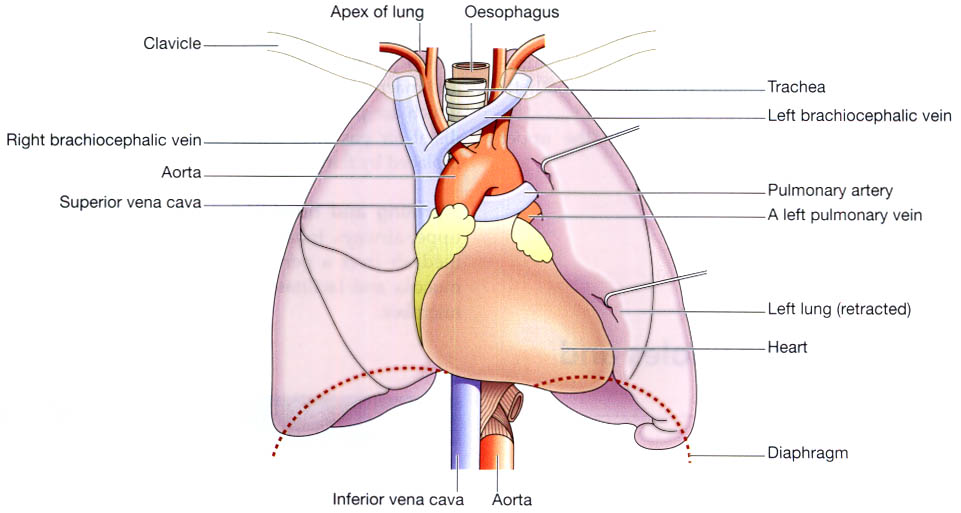 Apex of lung
Oesophagus
Clavicle
Trachea
Left brachiocephalic vein
Right brachiocephalic vein
Aorta
Pulmonary artery
Superior vena cava
A left pulmonary vein
Left lung (retracted)
Heart
Diaphragm
Inferior vena cava
Aorta